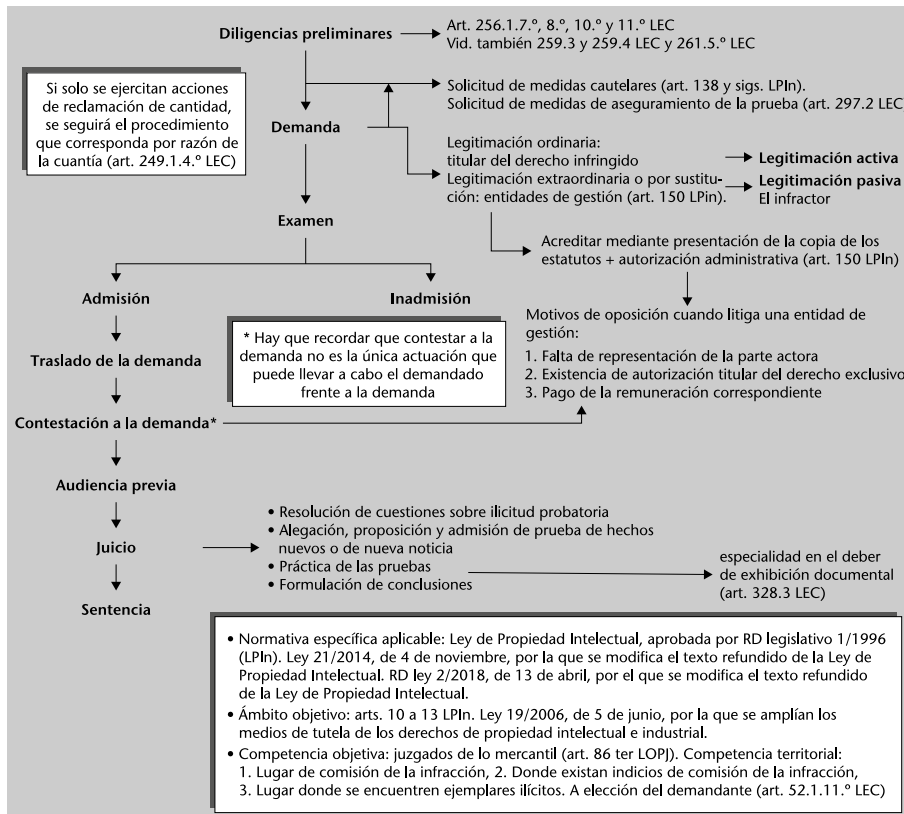 Diligencias preliminares
Art. 256.1.7.º, 8.º, 10.º y 11.º LEC
Vid. también 259.3 y 259.4 LEC y 261.5.º LEC
Si solo se ejercitan acciones
de reclamación de cantidad,
se seguirá el procedimiento
que corresponda por razón de
la cuantía (art. 249.1.4.º LEC)
Solicitud de medidas cautelares (art. 138 y sigs. LPIn).
Solicitud de medidas de aseguramiento de la prueba (art. 297.2 LEC)
Demanda
Legitimación ordinaria:
titular del derecho infringido
Legitimación extraordinaria o por sustitu-
ción: entidades de gestión (art. 150 LPin).
Legitimación activa
Legitimación pasiva
El infractor
Examen
Acreditar mediante presentación de la copia de los
estatutos + autorización administrativa (art. 150 LPIn)
Admisión
Inadmisión
Motivos de oposición cuando litiga una entidad de
gestión:
1. Falta de representación de la parte actora
2. Existencia de autorización titular del derecho exclusivo
3. Pago de la remuneración correspondiente
* Hay que recordar que contestar a la
demanda no es la única actuación que
puede llevar a cabo el demandado
frente a la demanda
Traslado de la demanda
Contestación a la demanda*
Audiencia previa
Juicio
• Resolución de cuestiones sobre ilicitud probatoria
• Alegación, proposición y admisión de prueba de hechos
nuevos o de nueva noticia
• Práctica de las pruebas
• Formulación de conclusiones
especialidad en el deber
de exhibición documental
(art. 328.3 LEC)
Sentencia
• Normativa específica aplicable: Ley de Propiedad Intelectual, aprobada por RD legislativo 1/1996
(LPIn). Ley 21/2014, de 4 de noviembre, por la que se modifica el texto refundido de la Ley de
Propiedad Intelectual. RD ley 2/2018, de 13 de abril, por el que se modifica el texto refundido
de la Ley de Propiedad Intelectual.
• Ámbito objetivo: arts. 10 a 13 LPIn. Ley 19/2006, de 5 de junio, por la que se amplían los
medios de tutela de los derechos de propiedad intelectual e industrial.
• Competencia objetiva: juzgados de lo mercantil (art. 86 ter LOPJ). Competencia territorial:
1. Lugar de comisión de la infracción, 2. Donde existan indicios de comisión de la infracción,
3. Lugar donde se encuentren ejemplares ilícitos. A elección del demandante (art. 52.1.11.º LEC)